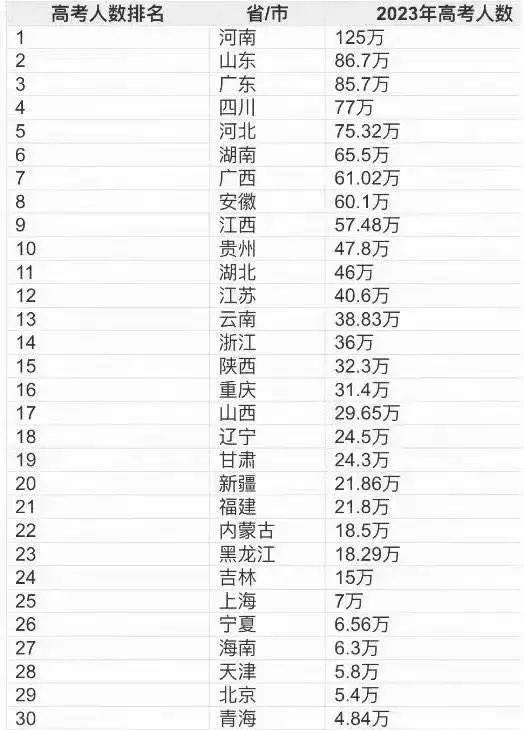 高考人数排名 省/市 2023年高考人数
1 河南 125万
2 山东 86.7万
3 广东 85.7万
4 四川 77万
5 河北 75.32万
6 湖南 65.5万
7 广西 61.02万
8 安徽 60.1万
9 江西 57.48万
10 贵州 47.8万
11 湖北 46万
12 江苏 40.6万
13 云南 38.83万
14 浙江 36万
15 陕西 32.3万
16 重庆 31.4万
17 山西 29.65万
18 辽宁 24.5万
19 甘肃 24.3万
20 新疆 21.86万
21 福建 21.8万
22 内蒙古 18.5万
23 黑龙江 18.29万
24 吉林 15万
25 上海 7万
26 宁夏 6.56万
27 海南 6.3万
28 天津 5.8万
29 北京 5.4万
30 青海 4.84万